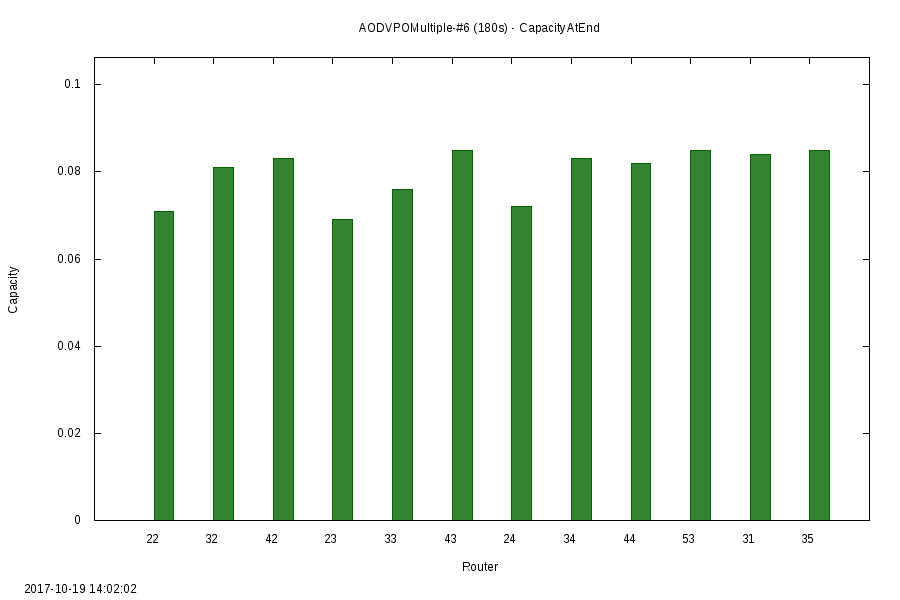 AODVPOMultiple-#6 (180s) - CapacityAtEnd
0.1
0.08
0.06
0.04
0.02
0
Capacity
22 32 42 23 33 43 24 34 44 53 31 35
Router
2017-10-19 14:02:02